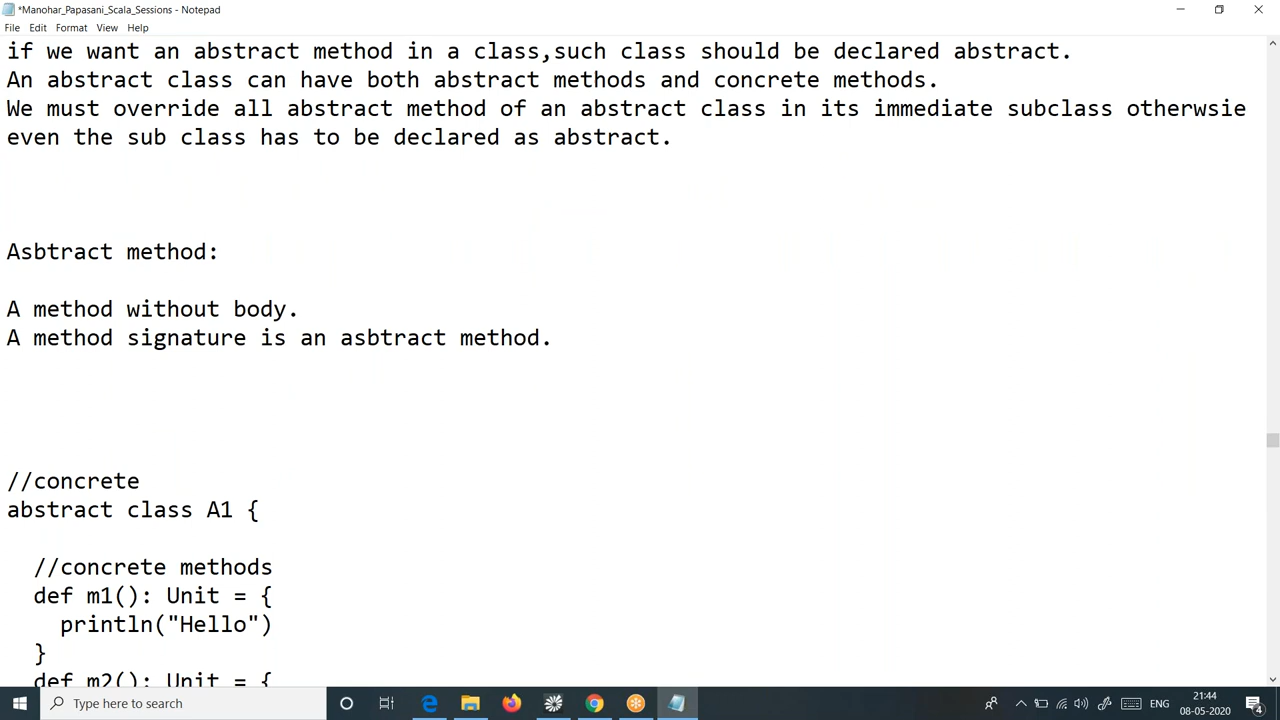 *Manohar_Papasani_Scala_Sessions - Notepad
File Edit Format View Help
if we want an abstract method in a class,such class should be declared abstract.
An abstract class can have both abstract methods and concrete methods.
We must override all abstract method of an abstract class in its immediate subclass otherwsie
even the sub class has to be declared as abstract.
Asbtract method:
A method without body.
A method signature is an asbtract method.
//concrete
abstract class A1 {
//concrete methods
def m1(): Unit = {
println("Hello")
}
def m2(): Unit = {
Type here to search
ENG
21:44
08-05-2020
4